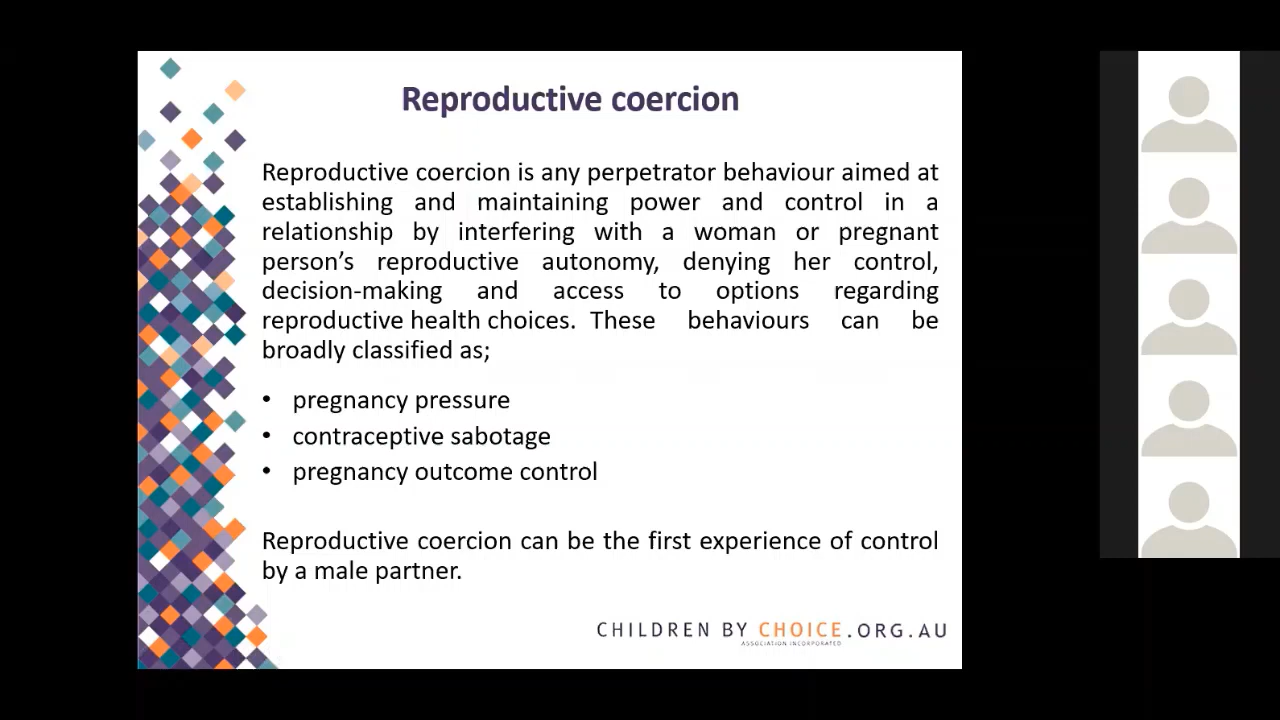 Reproductive coercion
Reproductive coercion is any perpetrator behaviour aimed at
establishing and maintaining power and control in a
relationship by interfering with a woman or pregnant
person’s reproductive autonomy, denying her control,
decision-making and access to options regarding
reproductive health choices. These behaviours can be
broadly classified as;
• pregnancy pressure
• contraceptive sabotage
• pregnancy outcome control
Reproductive coercion can be the first experience of control
by a male partner.
CHILDREN BY CHOICE.ORG.AU
ASSOCIATION INCORPORATED